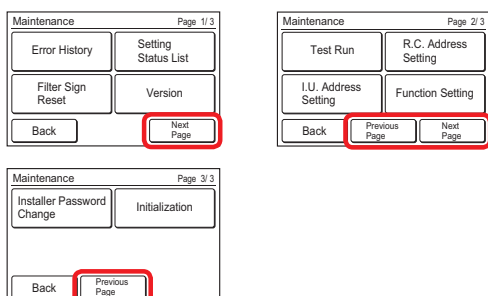 Maintenance Page 1/ 3
Error History
Setting
Status List
Filter Sign
Reset
Version
Back
Next
Page
Maintenance Page 2/ 3
Test Run
R.C. Address
Setting
I.U. Address
Setting
Function Setting
Back
Previous
Page
Next
Page
Maintenance Page 3/ 3
Installer Password
Change
Initialization
Back
Previous
Page